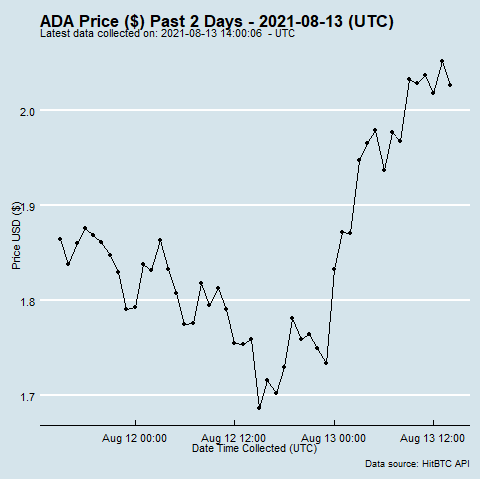 ADA Price ($) Past 2 Days - 2021-08-13 (UTC)
Latest data collected on: 2021-08-13 14:00:06 - UTC
2.0
1.9
1.8
1.7
Price USD ($)
Aug 12 00:00
Aug 12 12:00
Aug 13 00:00
Aug 13 12:00
Date Time Collected (UTC)
Data source: HitBTC API